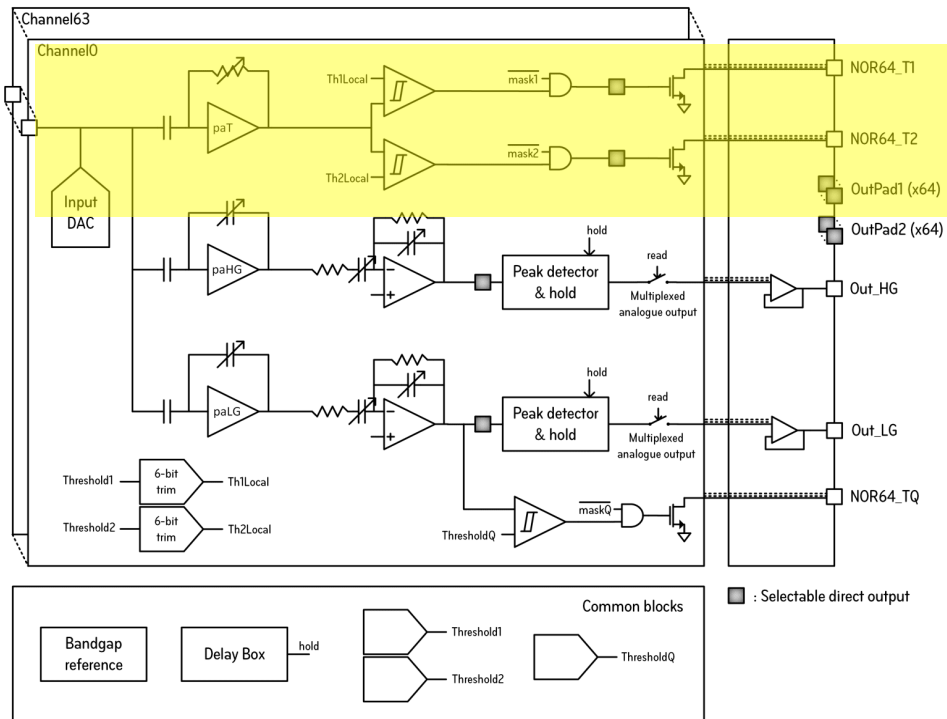 Channel63
Channel0
paT
Th1Local
Th2Local
mask1
mask2
NOR64_T1
NOR64_T2
OutPad1 (x64)
OutPad2 (x64)
Input
DAC
paHG
hold
Peak detector
& hold
read
Multiplexed
analogue output
Out_HG
paLG
hold
Peak detector
& hold
read
Multiplexed
analogue output
Out_LG
Threshold1
6-bit
trim
Th1Local
Threshold2
6-bit
trim
Th2Local
ThresholdQ
maskQ
NOR64_TQ
: Selectable direct output
Common blocks
Bandgap
reference
Delay Box
hold
Threshold1
Threshold2
ThresholdQ